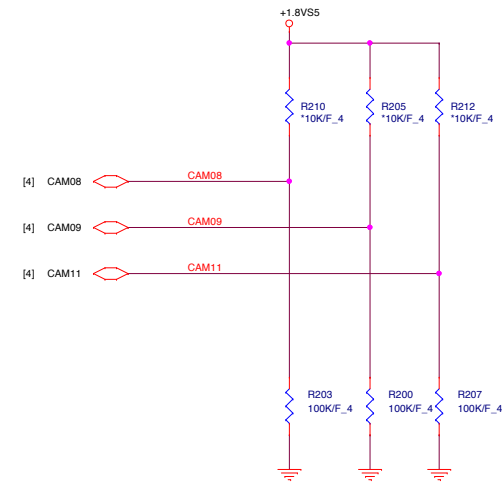 +1.8VS5
R210 R205 R212
*10K/F_4 *10K/F_4 *10K/F_4
[4] CAM08 CAM08
[4] CAM09 CAM09
[4] CAM11 CAM11
R203 R200 R207
100K/F_4 100K/F_4 100K/F_4